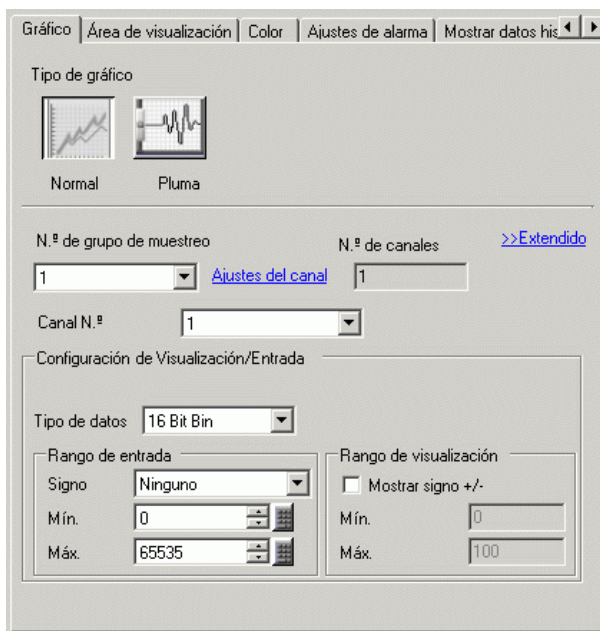 Gráfico Área de visualización Color Ajustes de alarma Mostrar datos his
Tipo de gráfico
Normal Pluma
N.º de grupo de muestreo N.º de canales >>Extendido
1 Ajustes del canal 1
Canal N.º 1
Configuración de Visualización/Entrada
Tipo de datos 16 Bit Bin
Rango de entrada Rango de visualización
Signo Ninguno Mostrar signo +/-
Mín. 0 Mín. 0
Máx. 65535 Máx. 100